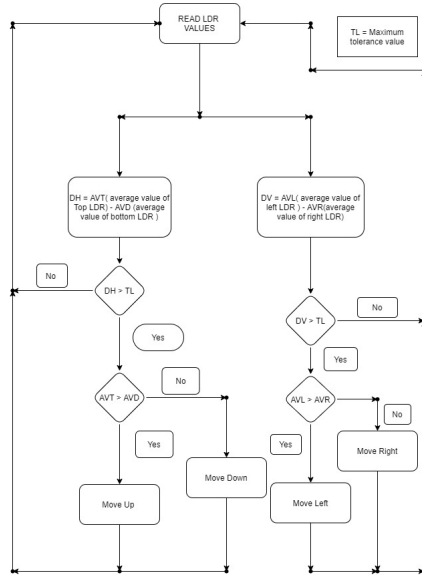 READ LDR
VALUES
TL = Maximum
tolerance value
DH = AVT( average value of
Top LDR) - AVD (average
value of bottom LDR )
DV = AVL( average value of
left LDR ) - AVR(average
value of right LDR)
No
DH > TL
DV > TL
No
Yes
Yes
AVT > AVD
No
AVL > AVR
No
Yes
Yes
Move Right
Move Down
Move Up
Move Left